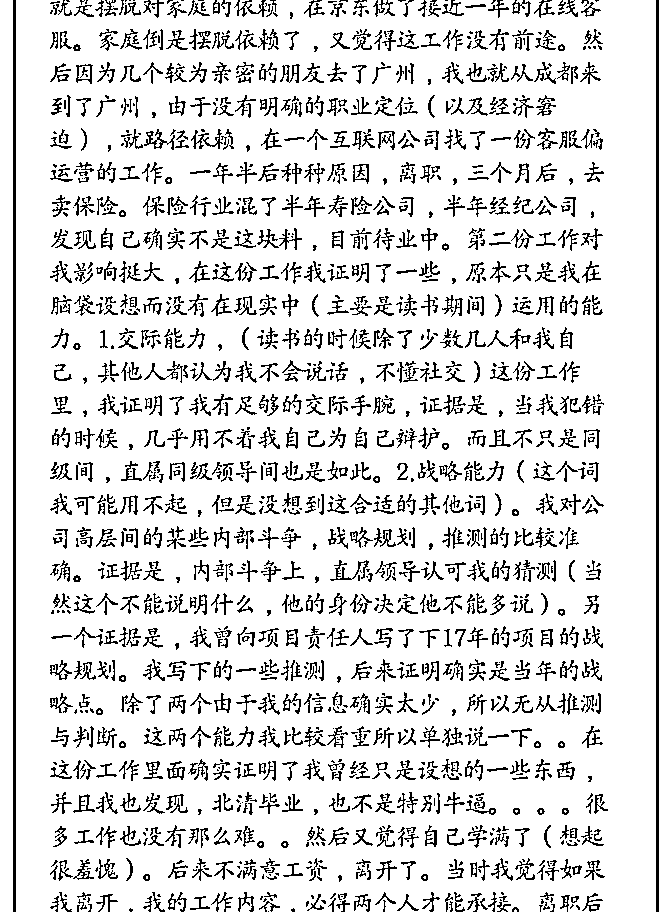 就是摆脱对家庭的依赖，在京东做了接近一年的在线客
服。家庭倒是摆脱依赖了，又觉得这工作没有前途。然
后因为几个较为亲密的朋友去了广州，我也就从成都来
到了广州，由于没有明确的职业定位（以及经济窘
迫），就路径依赖，在一个互联网公司找了一份客服偏
运营的工作。一年半后种种原因，离职，三个月后，去
卖保险。保险行业混了半年寿险公司，半年经纪公司，
发现自己确实不是这块料，目前待业中。第二份工作对
我影响挺大，在这份工作我证明了一些，原本只是我在
脑袋设想而没有在现实中（主要是读书期间）运用的能
力。1.交际能力，（读书的时候除了少数几人和我自
己，其他人都认为我不会说话，不懂社交）这份工作
里，我证明了我有足够的交际手腕，证据是，当我犯错
的时候，几乎用不着我自己为自己辩护。而且不只是同
级间，直属同级领导间也是如此。2.战略能力（这个词
我可能用不起，但是没想到这合适的其他词）。我对公
司高层间的某些内部斗争，战略规划，推测的比较准
确。证据是，内部斗争上，直属领导认可我的猜测（当
然这个不能说明什么，他的身份决定他不能多说）。另
一个证据是，我曾向项目责任人写了下17年的项目的战
略规划。我写下的一些推测，后来证明确实是当年的战
略点。除了两个由于我的信息确实太少，所以无从推测
与判断。这两个能力我比较看重所以单独说一下。。在
这份工作里面确实证明了我曾经只是设想的一些东西，
并且我也发现，北清毕业，也不是特别牛逼。。。。很
多工作也没有那么难。。然后又觉得自己学满了（想起
很羞愧）。后来不满意工资，离开了。当时我觉得如果
我离开，我的工作内容，必得两个人才能承接。离职后